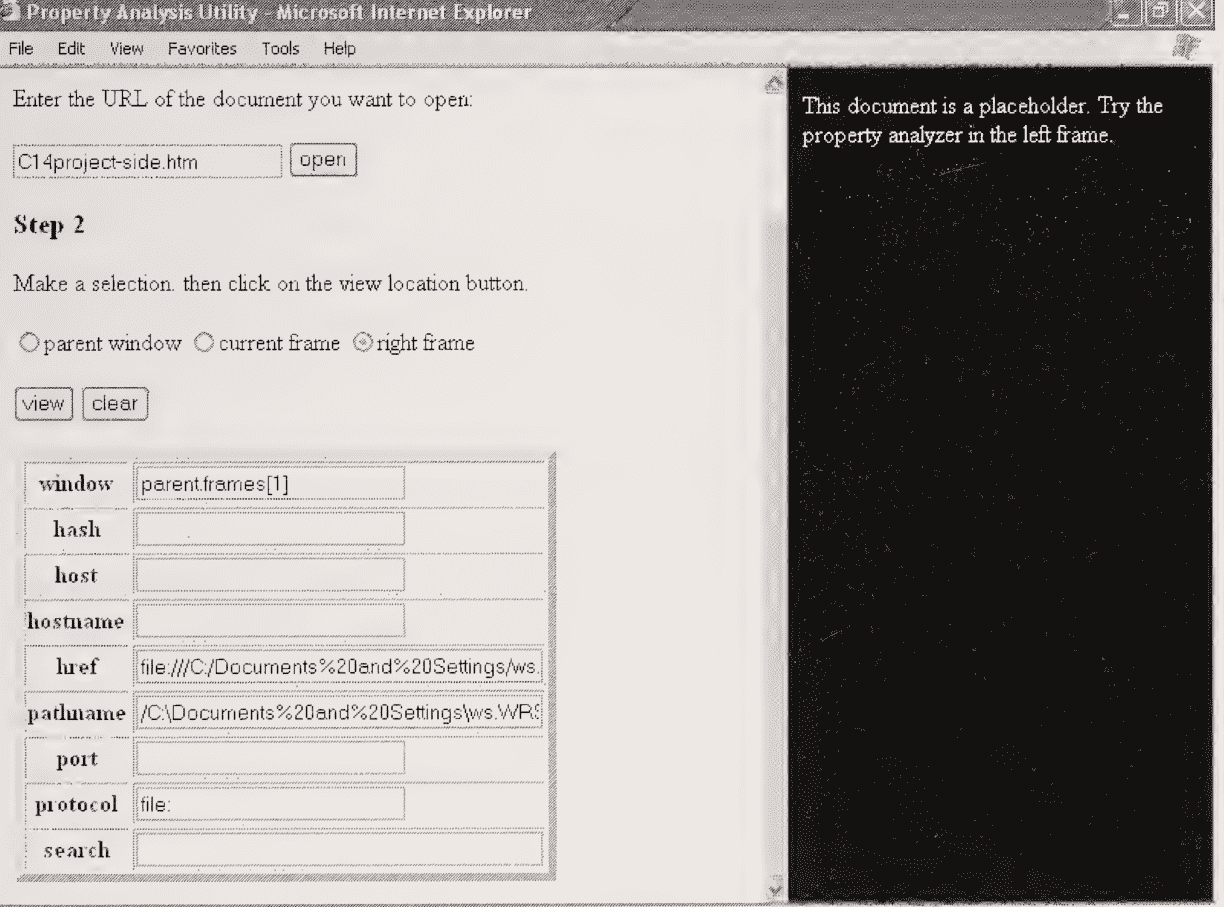 Property Analysis Utility - Microsoft Internet Explorer
File Edit View Favorites Tools Help
Enter the URL of the document you want to open:
C14project-side.htm open
Step 2
Make a selection. then click on the view location button.
parent window current frame right frame
view clear
window parent.frames[1]
hash
host
hostname
href file:///C:/Documents%20and%20Settings/ws.
pathname /C:\Documents%20and%20Settings\ws.WRS
port
protocol file:
search
This document is a placeholder. Try the
property analyzer in the left frame.